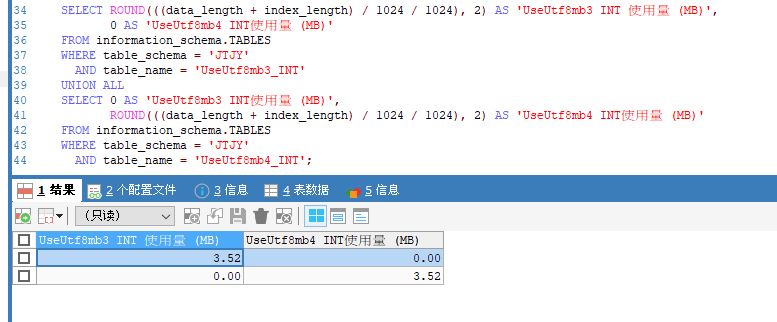 34 SELECT ROUND(((data_length + index_length) / 1024 / 1024), 2) AS 'UseUtf8mb3 INT 使用量 (MB)',
35 0 AS 'UseUtf8mb4 INT使用量 (MB)'
36 FROM information_schema.TABLES
37 WHERE table_schema = 'JTJY'
38 AND table_name = 'UseUtf8mb3_INT'
39 UNION ALL
40 SELECT 0 AS 'UseUtf8mb3 INT使用量 (MB)',
41 ROUND(((data_length + index_length) / 1024 / 1024), 2) AS 'UseUtf8mb4 INT使用量 (MB)'
42 FROM information_schema.TABLES
43 WHERE table_schema = 'JTJY'
44 AND table_name = 'UseUtf8mb4_INT';
1 结果 2 个配置文件 3 信息 4 表数据 5 信息
(只读)
UseUtf8mb3 INT 使用量 (MB) UseUtf8mb4 INT使用量 (MB)
3.52 0.00
0.00 3.52